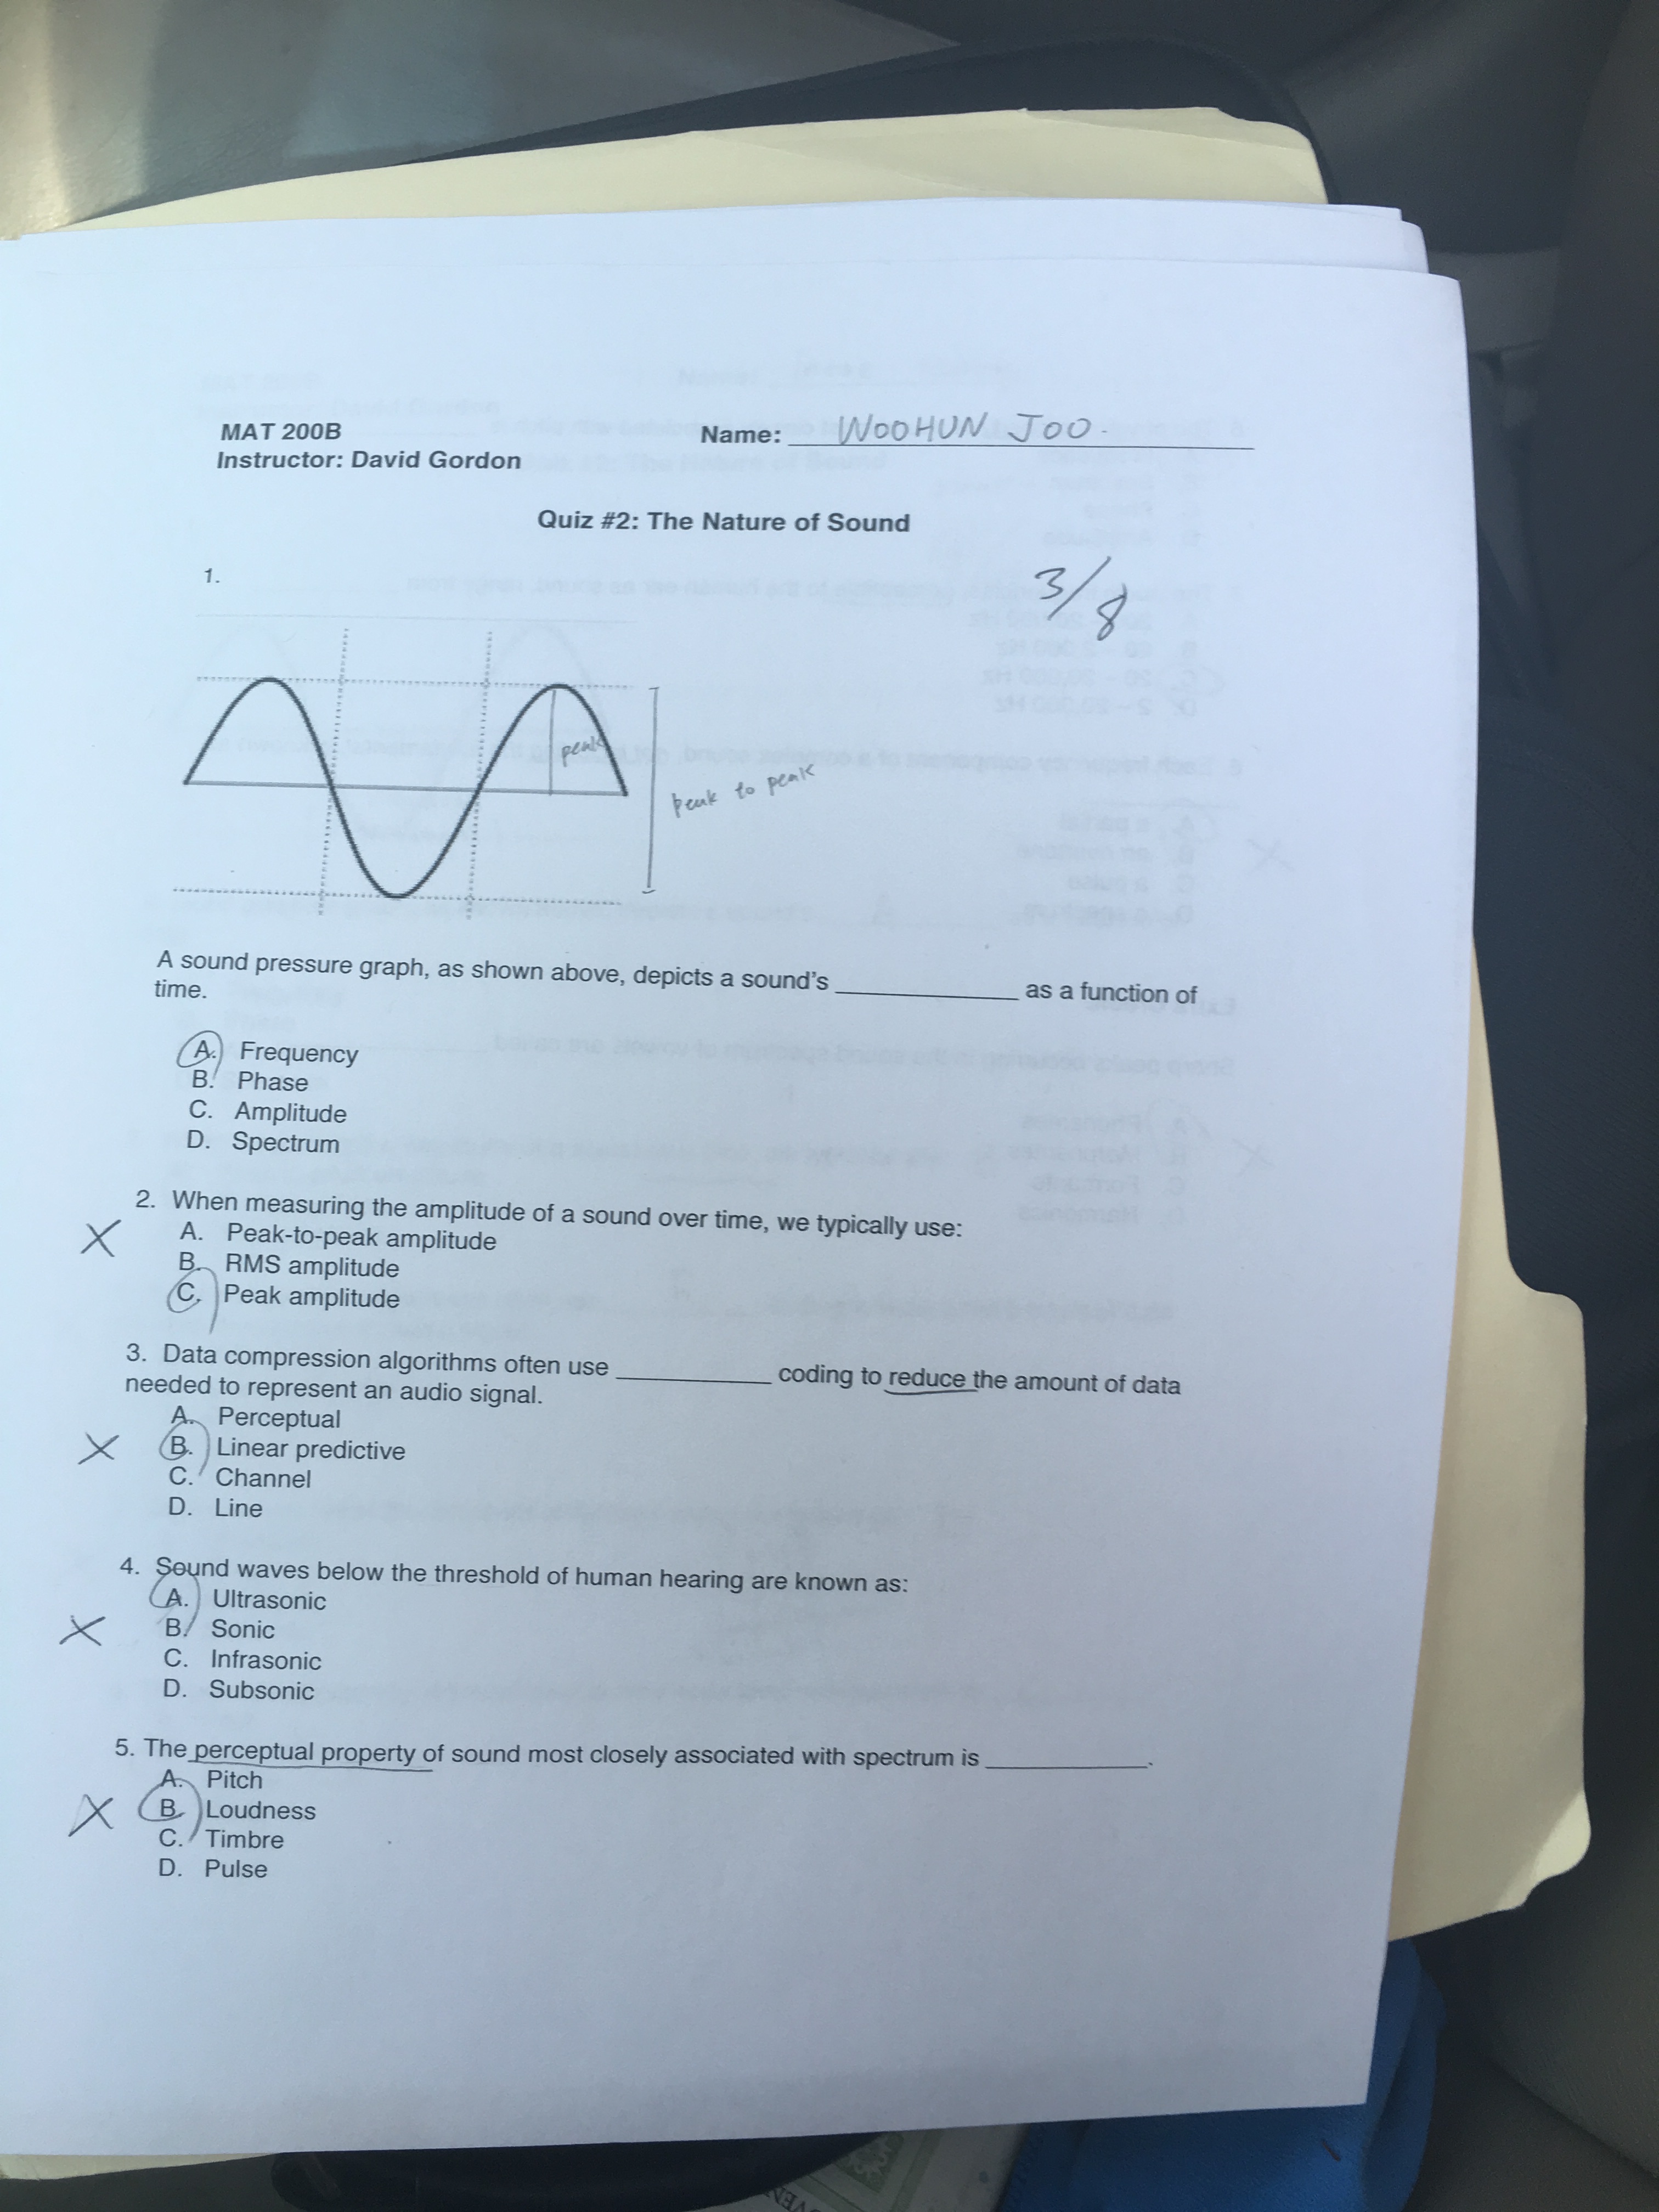 MAT 200B
Name: WOOHUN JOO
Instructor: David Gordon
Quiz #2: The Nature of Sound
3/8
1.
peak
peak to peak
A sound pressure graph, as shown above, depicts a sound's ____________ as a function of
time.
A. Frequency
B. Phase
C. Amplitude
D. Spectrum
2. When measuring the amplitude of a sound over time, we typically use:
A. Peak-to-peak amplitude
B. RMS amplitude
C. Peak amplitude
3. Data compression algorithms often use __________ coding to reduce the amount of data
needed to represent an audio signal.
A. Perceptual
B. Linear predictive
C. Channel
D. Line
4. Sound waves below the threshold of human hearing are known as:
A. Ultrasonic
B. Sonic
C. Infrasonic
D. Subsonic
5. The perceptual property of sound most closely associated with spectrum is __________.
A. Pitch
B. Loudness
C. Timbre
D. Pulse